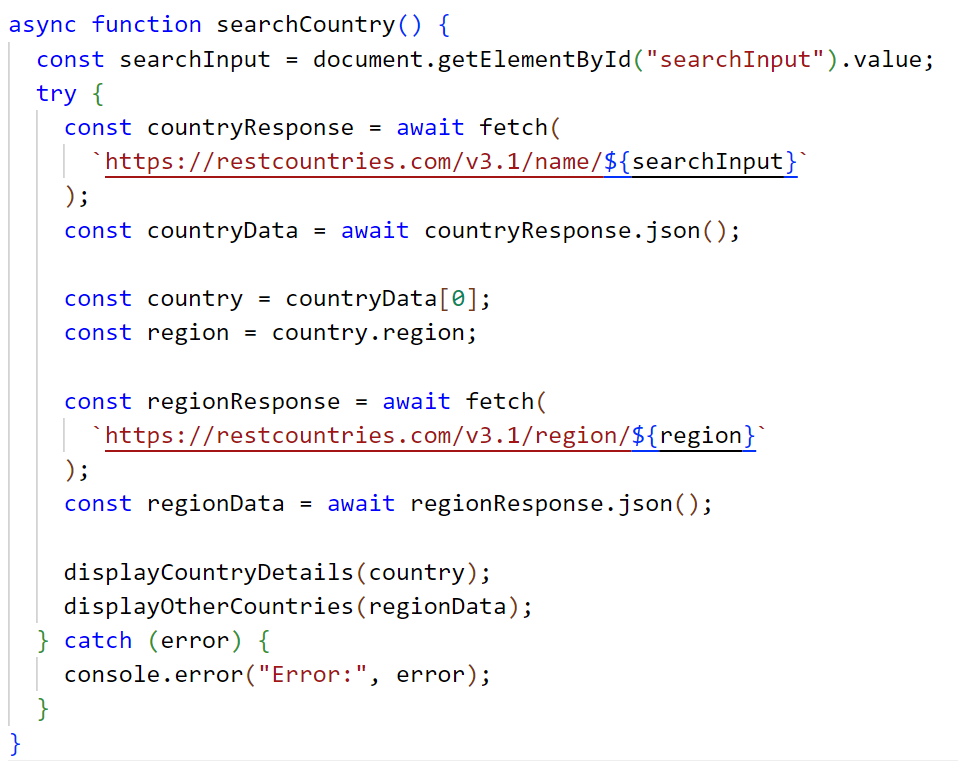 async function searchCountry() {
  const searchInput = document.getElementById("searchInput").value;
  try {
    const countryResponse = await fetch(
      `https://restcountries.com/v3.1/name/${searchInput}`
    );
    const countryData = await countryResponse.json();

    const country = countryData[0];
    const region = country.region;

    const regionResponse = await fetch(
      `https://restcountries.com/v3.1/region/${region}`
    );
    const regionData = await regionResponse.json();

    displayCountryDetails(country);
    displayOtherCountries(regionData);
  } catch (error) {
    console.error("Error:", error);
  }
}